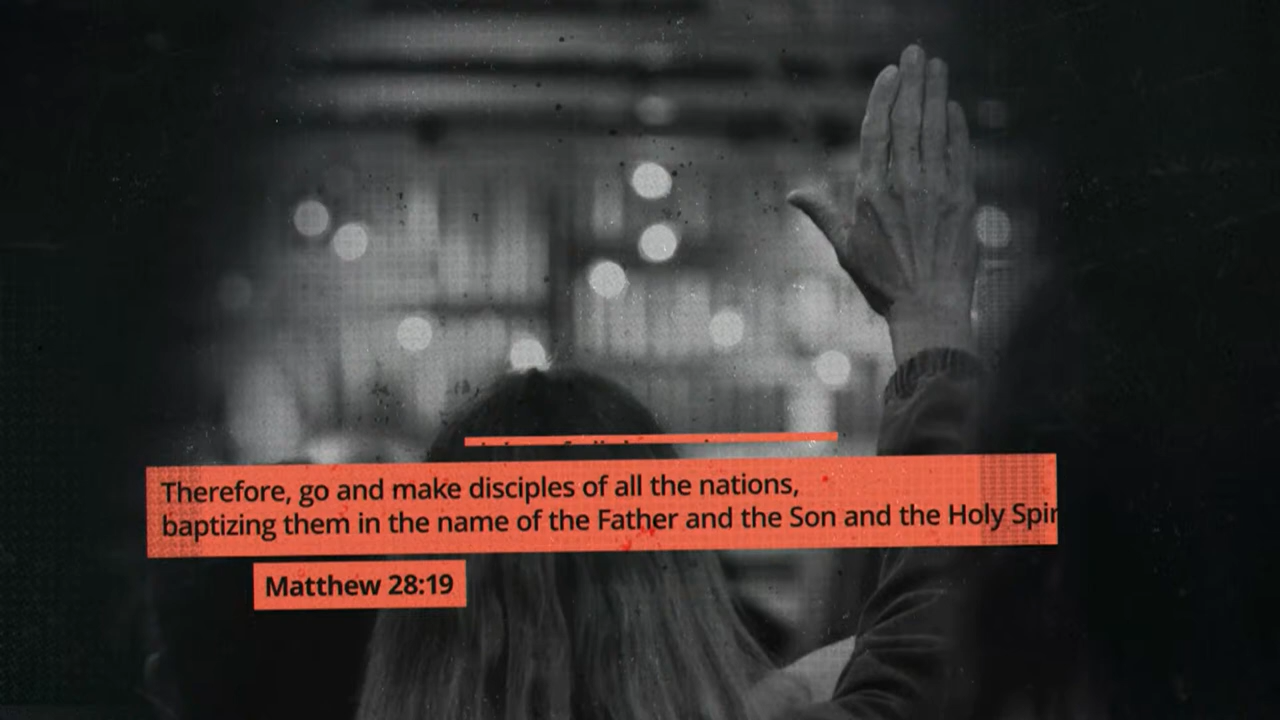 Therefore, go and make disciples of all the nations,
baptizing them in the name of the Father and the Son and the Holy Spir
Matthew 28:19